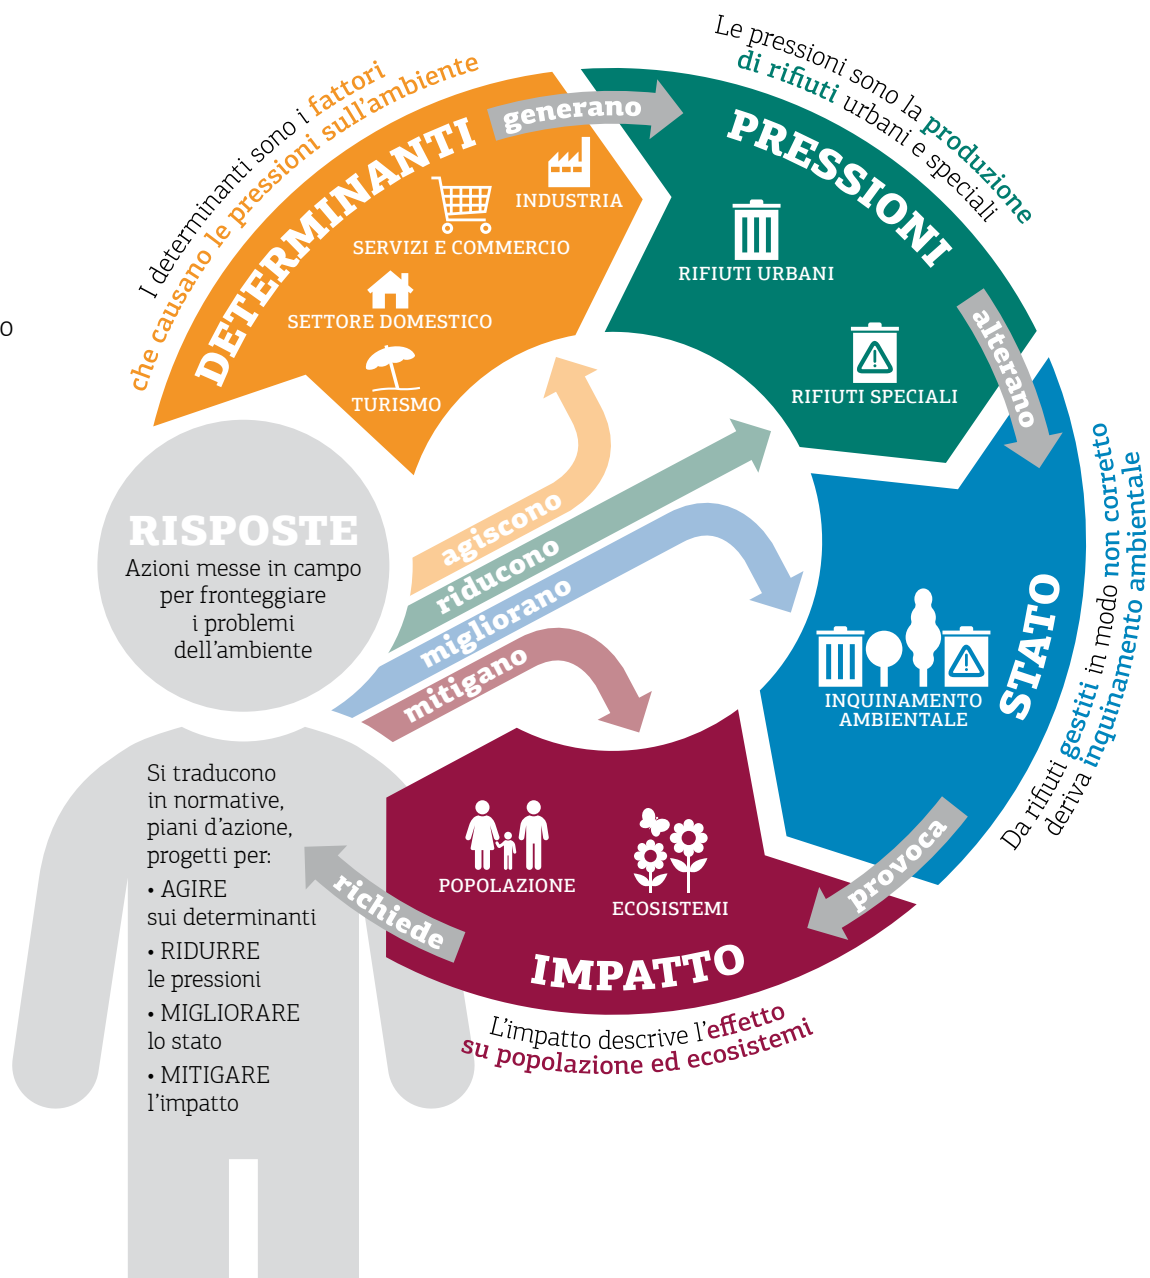 I determinanti sono i fattori
che causano le pressioni sull'ambiente
DETERMINANTI
generano
INDUSTRIA
SERVIZI E COMMERCIO
SETTORE DOMESTICO
TURISMO
Le pressioni sono la produzione
di rifiuti urbani e speciali
PRESSIONI
RIFIUTI URBANI
RIFIUTI SPECIALI
alterano
Da rifiuti gestiti in modo non corretto
deriva inquinamento ambientale
STATO
INQUINAMENTO
AMBIENTALE
provoca
IMPATTO
POPOLAZIONE
ECOSISTEMI
L'impatto descrive l'effetto
su popolazione ed ecosistemi
richiede
o
RISPOSTE
Azioni messe in campo
per fronteggiare
i problemi
dell'ambiente
agiscono
riducono
migliorano
mitigano
Si traducono
in normative,
piani d'azione,
progetti per:
• AGIRE
sui determinanti
• RIDURRE
le pressioni
• MIGLIORARE
lo stato
• MITIGARE
l'impatto